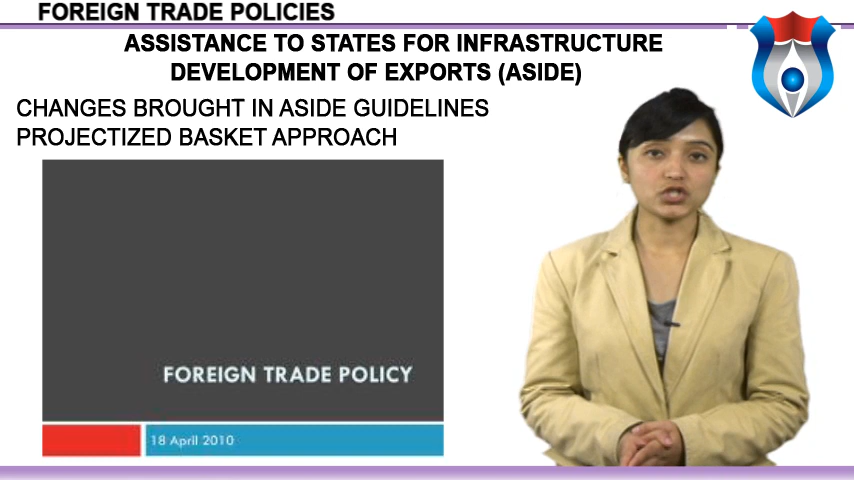 FOREIGN TRADE POLICIES
ASSISTANCE TO STATES FOR INFRASTRUCTURE
DEVELOPMENT OF EXPORTS (ASIDE)
CHANGES BROUGHT IN ASIDE GUIDELINES
PROJECTIZED BASKET APPROACH
FOREIGN TRADE POLICY
18 April 2010